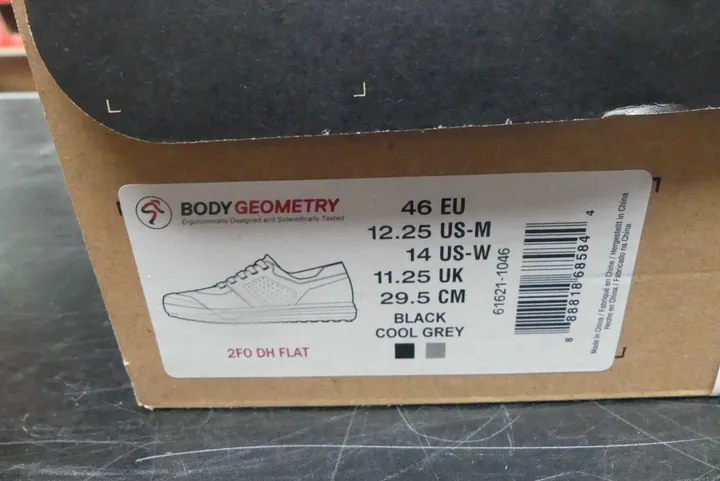 BODY GEOMETRY
Ergonomically Designed and Scientifically Tested
2FO DH FLAT
46 EU
12.25 US-M
14 US-W
11.25 UK
29.5 CM
BLACK
COOL GREY
61621-1046
8 88818 68584 4
Made in China / Fabriqué en Chine / Hergestellt in China
Hecho en China / Fabricado na China